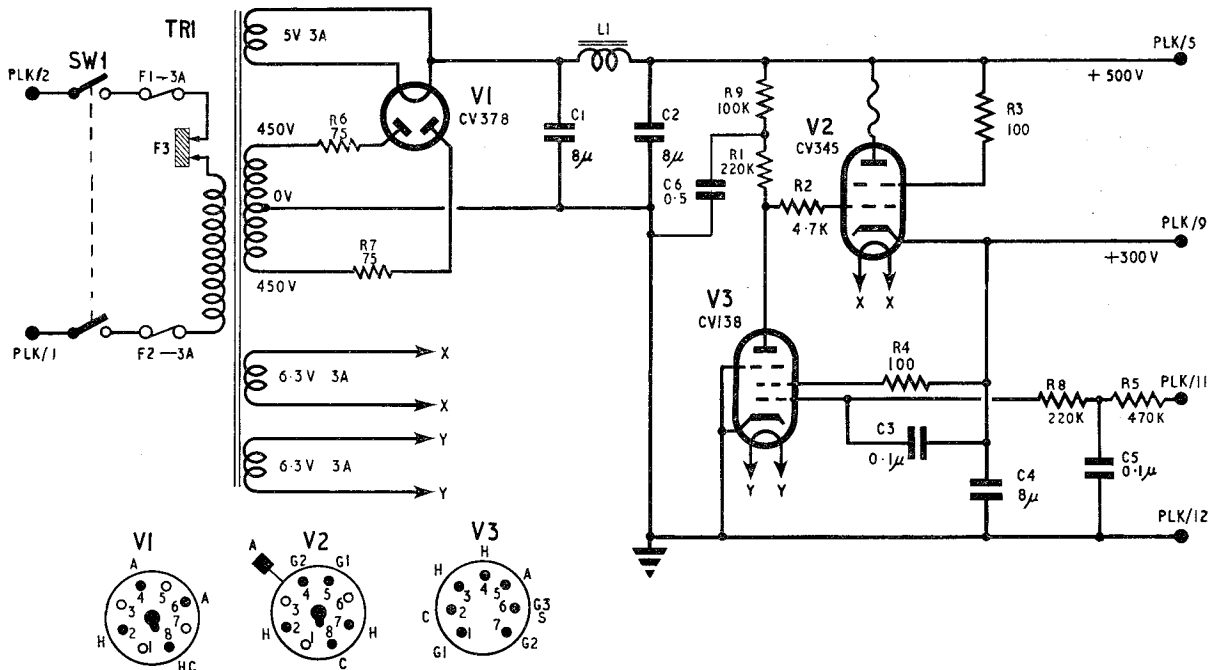 TR1
5V 3A
L1
PLK/5
PLK/2
SW1
F1-3A
V1
CV378
+500V
F3
450V
R6
75
C1
8μ
C2
8μ
R9
100K
V2
CV345
R3
100
R1
220K
C6
0.5
R2
4.7K
0V
PLK/9
+300V
R7
75
450V
X X
V3
CV138
PLK/1
F2—3A
R4
100
X
6.3V 3A
X
R8
220K
R5
470K
PLK/11
C3
0.1μ
Y
6.3V 3A
Y
Y Y
C4
8μ
C5
0.1μ
PLK/12
V1
A
4 5
3 6 A
H 2 7
1 8
HC
V2
A
G2 G1
4 5
3 6
H 2 7 H
1 8
C
V3
H
H 4 A
3 5
C 2 6 G3
S
1 7
G1 G2